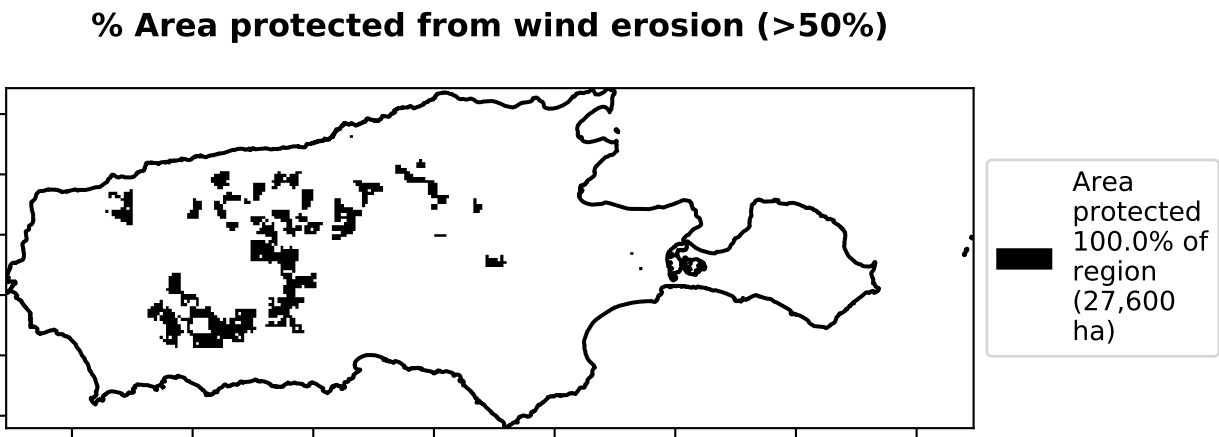 % Area protected from wind erosion (>50%)
Area
protected
100.0% of
region
(27,600
ha)